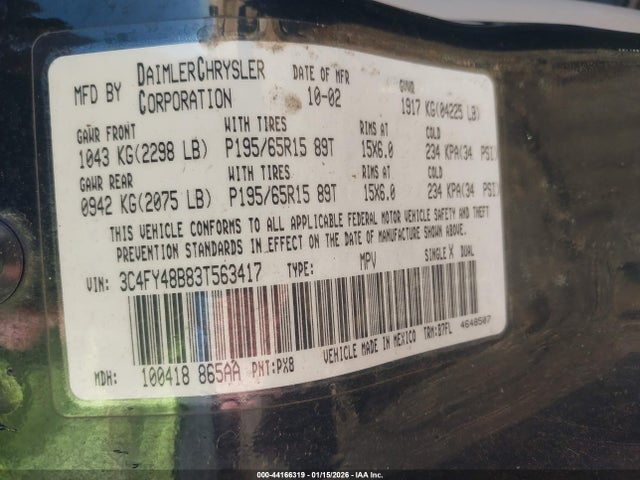 MFD BY DAIMLERCHRYSLER CORPORATION DATE OF MFR 10-02 GVWR 1917 KG(04225 LB)
GAWR FRONT WITH TIRES RIMS AT COLD
1043 KG(2298 LB) P195/65R15 89T 15X6.0 234 KPA(34 PSI)
GAWR REAR WITH TIRES RIMS AT COLD
0942 KG(2075 LB) P195/65R15 89T 15X6.0 234 KPA(34 PSI)
THIS VEHICLE CONFORMS TO ALL APPLICABLE FEDERAL MOTOR VEHICLE SAFETY AND THEFT
PREVENTION STANDARDS IN EFFECT ON THE DATE OF MANUFACTURE SHOWN ABOVE.
VIN: 3C4FY48B83T563417 TYPE: MPV SINGLE X DUAL
MDH: 100418 865AA PNT:PX8 VEHICLE MADE IN MEXICO TRM:B7FL 4648507
000-44166319 - 01/15/2026 - IAA Inc.